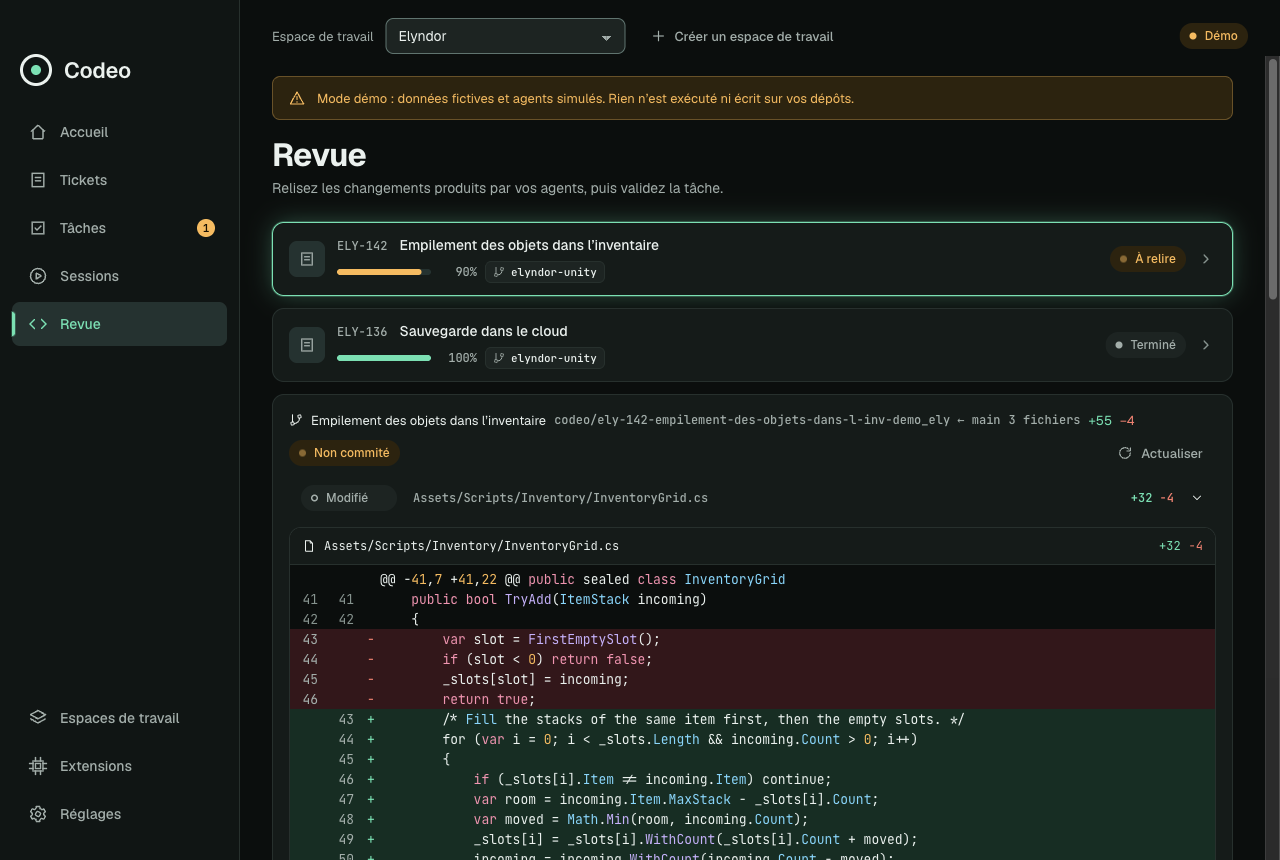 Espace de travail Elyndor Créer un espace de travail Démo
Codeo
Accueil
Tickets
Tâches 1
Sessions
Revue
Espaces de travail
Extensions
Réglages
Mode démo : données fictives et agents simulés. Rien n’est exécuté ni écrit sur vos dépôts.
Revue
Relisez les changements produits par vos agents, puis validez la tâche.
ELY-142 Empilement des objets dans l’inventaire
90% elyndor-unity
À relire
ELY-136 Sauvegarde dans le cloud
100% elyndor-unity
Terminé
Empilement des objets dans l’inventaire codeo/ely-142-empilement-des-objets-dans-l-inv-demo_ely ← main 3 fichiers +55 −4
Non commité Actualiser
Modifié Assets/Scripts/Inventory/InventoryGrid.cs +32 -4
Assets/Scripts/Inventory/InventoryGrid.cs +32 -4
@@ -41,7 +41,22 @@ public sealed class InventoryGrid
41 41 public bool TryAdd(ItemStack incoming)
42 42 {
43 - var slot = FirstEmptySlot();
44 - if (slot < 0) return false;
45 - _slots[slot] = incoming;
46 - return true;
43 + /* Fill the stacks of the same item first, then the empty slots. */
44 + for (var i = 0; i < _slots.Length && incoming.Count > 0; i++)
45 + {
46 + if (_slots[i].Item != incoming.Item) continue;
47 + var room = incoming.Item.MaxStack - _slots[i].Count;
48 + var moved = Math.Min(room, incoming.Count);
49 + _slots[i] = _slots[i].WithCount(_slots[i].Count + moved);
50 + incoming = incoming.WithCount(incoming.Count - moved);